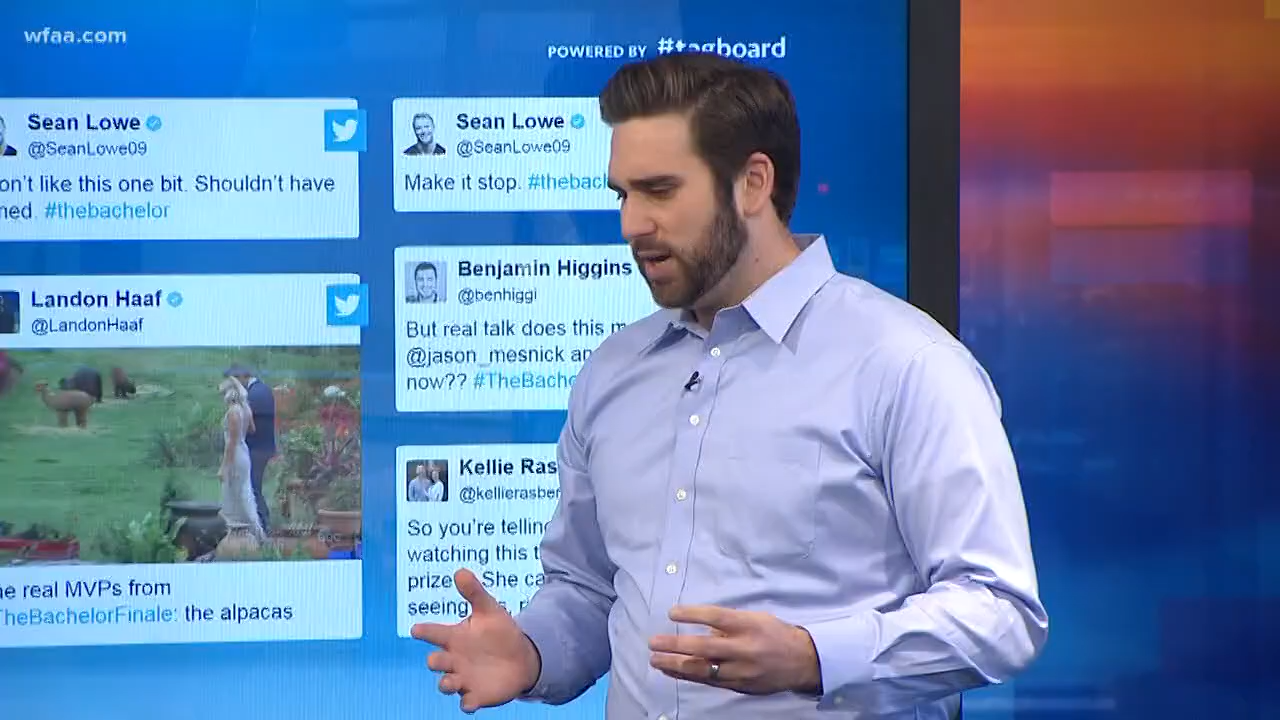 wfaa.com
POWERED BY #tagboard
Sean Lowe
@SeanLowe09
on't like this one bit. Shouldn't have
ned. #thebachelor
Landon Haaf
@LandonHaaf
e real MVPs from
TheBachelorFinale: the alpacas
Sean Lowe
@SeanLowe09
Make it stop. #thebach
Benjamin Higgins
@benhiggi
But real talk does this m
@jason_mesnick an
now?? #TheBach
Kellie Ras
@kellierasber
So you're telling
watching this t
prize. She ca
seeing